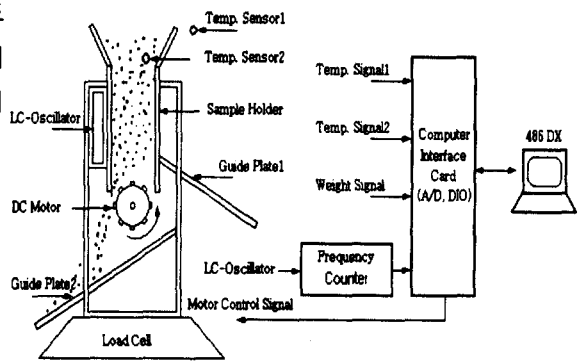 Temp. Sensor1
Temp. Sensor2
LC-Oscillator
Sample Holder
Guide Plate1
DC Motor
Guide Plate2
Load Cell
Temp. Signal1
Temp. Signal2
Weight Signal
LC-Oscillator
Frequency
Counter
Motor Control Signal
Computer
Interface
Card
(A/D, DIO)
486 DX